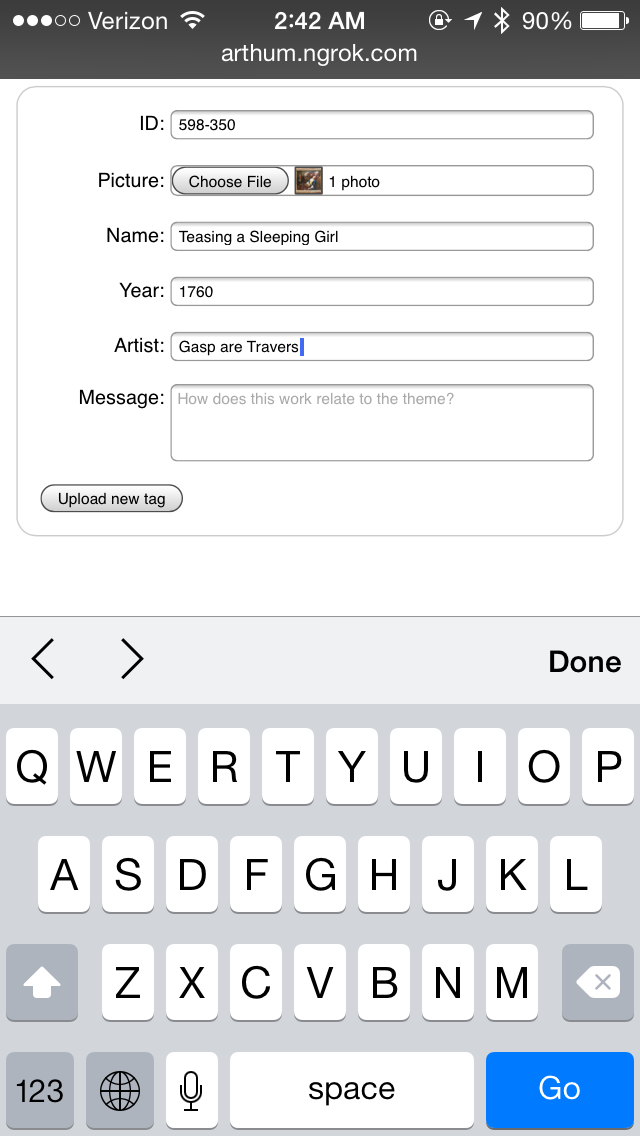 Verizon 2:42 AM 90%
arthum.ngrok.com
ID: 598-350
Picture: Choose File 1 photo
Name: Teasing a Sleeping Girl
Year: 1760
Artist: Gasp are Travers
Message: How does this work relate to the theme?
Upload new tag
Done
Q W E R T Y U I O P
A S D F G H J K L
Z X C V B N M
123 space Go